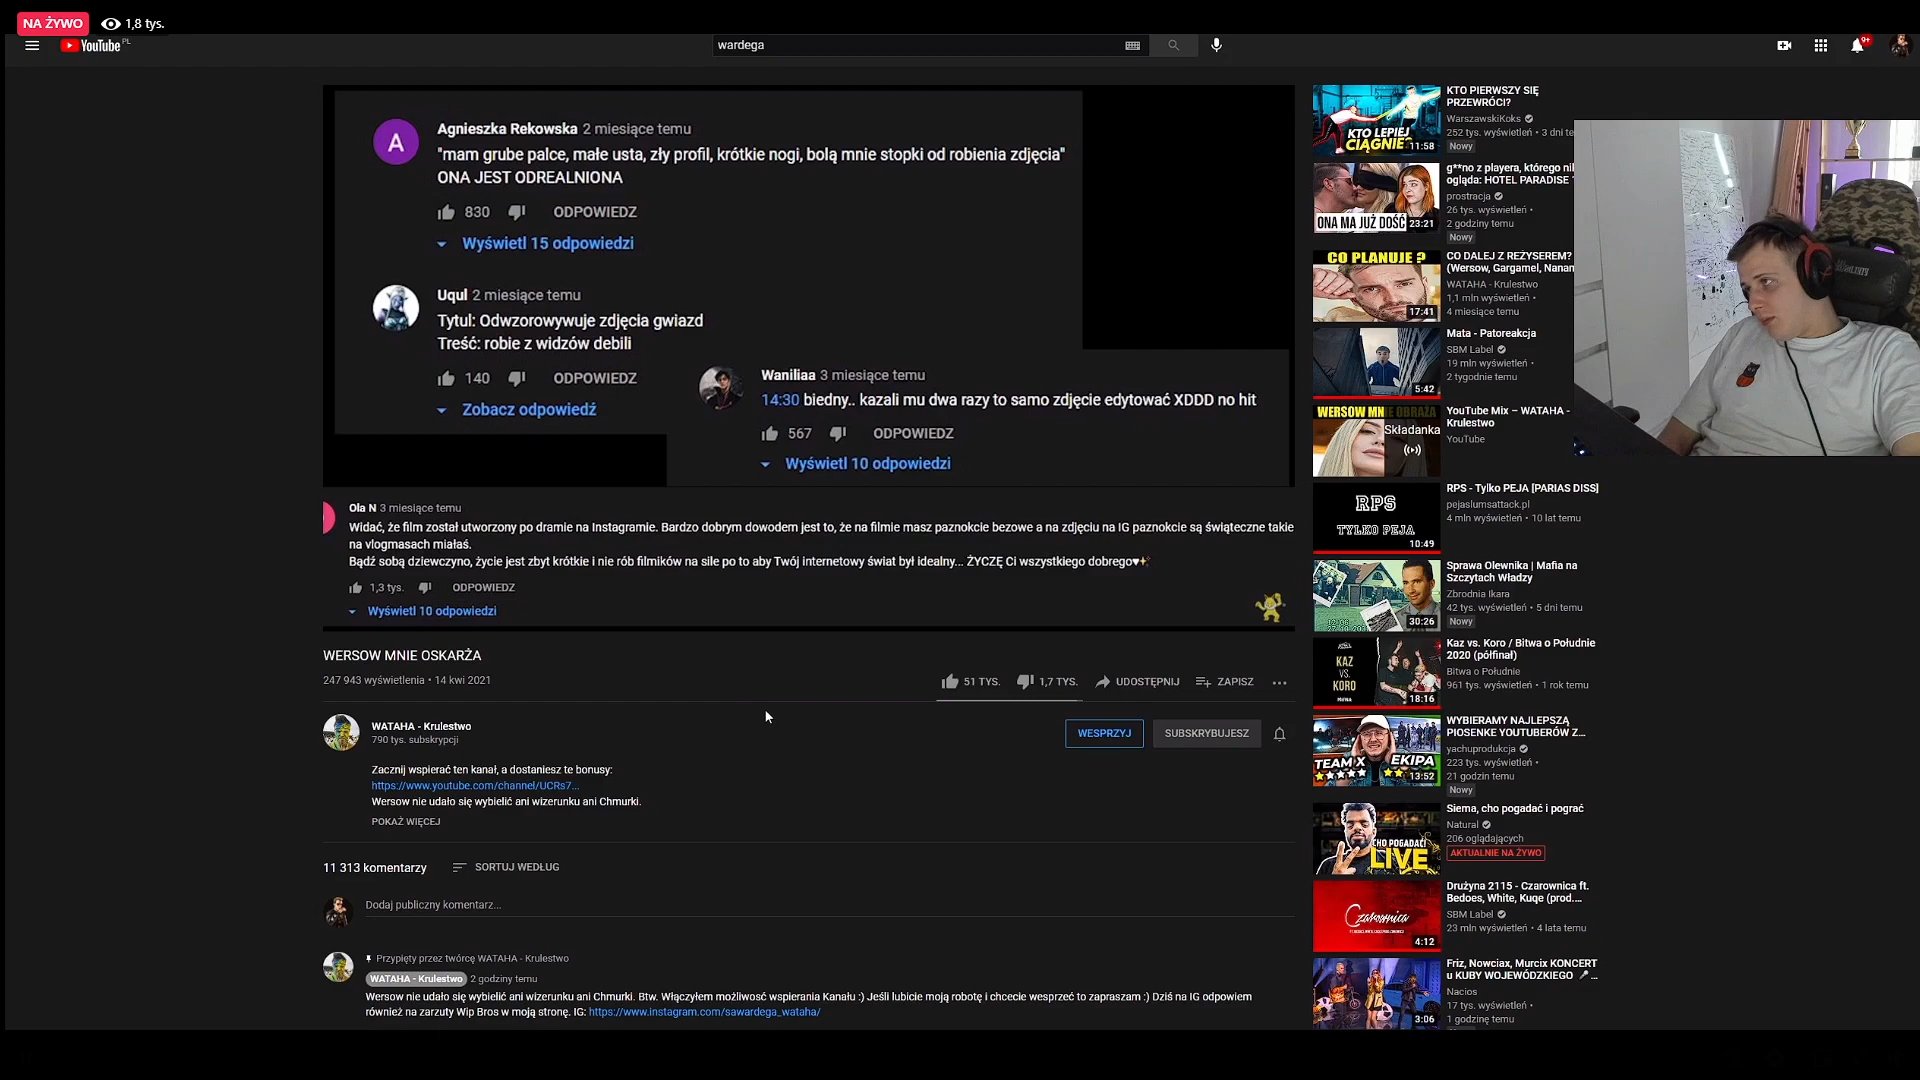 NA ŻYWO
1,8 tys.
YouTube PL
wardega
9+
A
Agnieszka Rekowska 2 miesiące temu
"mam grube palce, małe usta, zły profil, krótkie nogi, bolą mnie stopki od robienia zdjęcia"
ONA JEST ODREALNIONA
830 ODPOWIEDZ
Wyświetl 15 odpowiedzi
Uqul 2 miesiące temu
Tytul: Odwzorowywuje zdjęcia gwiazd
Treść: robie z widzów debili
140 ODPOWIEDZ
Zobacz odpowiedź
Waniliaa 3 miesiące temu
14:30 biedny.. kazali mu dwa razy to samo zdjęcie edytować XDDD no hit
567 ODPOWIEDZ
Wyświetl 10 odpowiedzi
Ola N 3 miesiące temu
Widać, że film został utworzony po dramie na Instagramie. Bardzo dobrym dowodem jest to, że na filmie masz paznokcie bezowe a na zdjęciu na IG paznokcie są świąteczne takie
na vlogmasach miałaś.
Bądź sobą dziewczyno, życie jest zbyt krótkie i nie rób filmików na sile po to aby Twój internetowy świat był idealny... ŻYCZĘ Ci wszystkiego dobrego♥✨
1,3 tys. ODPOWIEDZ
Wyświetl 10 odpowiedzi
WERSOW MNIE OSKARŻA
247 943 wyświetlenia • 14 kwi 2021
51 TYS. 1,7 TYS. UDOSTĘPNIJ ZAPISZ
WATAHA - Krulestwo
790 tys. subskrypcji
WESPRZYJ SUBSKRYBUJESZ
Zacznij wspierać ten kanał, a dostaniesz te bonusy:
https://www.youtube.com/channel/UCRs7...
Wersow nie udało się wybielić ani wizerunku ani Chmurki.
POKAŻ WIĘCEJ
11 313 komentarzy SORTUJ WEDŁUG
Dodaj publiczny komentarz...
Przypięty przez twórcę WATAHA - Krulestwo
WATAHA - Krulestwo 2 godziny temu
Wersow nie udało się wybielić ani wizerunku ani Chmurki. Btw. Włączyłem możliwosć wspierania Kanału :) Jeśli lubicie moją robotę i chcecie wesprzeć to zapraszam :) Dziś na IG odpowiem
również na zarzuty Wip Bros w moją stronę. IG: https://www.instagram.com/sawardega_wataha/
KTO LEPIEJ
CIĄGNIE?
11:58
KTO PIERWSZY SIĘ
PRZEWRÓCI?
WarszawskiKoks
252 tys. wyświetleń • 3 dni te
Nowy
ONA MA JUŻ DOŚĆ
23:21
g**no z playera, którego nik
ogląda: HOTEL PARADISE
prostracja
26 tys. wyświetleń •
2 godziny temu
Nowy
CO PLANUJE ?
17:41
CO DALEJ Z REŻYSEREM?
(Wersow, Gargamel, Nanan
WATAHA - Krulestwo
1,1 mln wyświetleń •
4 miesiące temu
5:42
Mata - Patoreakcja
SBM Label
19 mln wyświetleń •
2 tygodnie temu
WERSOW MNIE OBRAŻA
Składanka
YouTube Mix – WATAHA -
Krulestwo
YouTube
RPS
TYLKO PEJA
10:49
RPS - Tylko PEJA [PARIAS DISS]
pejaslumsattack.pl
4 mln wyświetleń • 10 lat temu
30:26
Sprawa Olewnika | Mafia na
Szczytach Władzy
Zbrodnia Ikara
42 tys. wyświetleń • 5 dni temu
Nowy
KAZ
VS.
KORO
18:16
Kaz vs. Koro / Bitwa o Południe
2020 (półfinał)
Bitwa o Południe
961 tys. wyświetleń • 1 rok temu
TEAM X EKIPA
13:52
WYBIERAMY NAJLEPSZĄ
PIOSENKE YOUTUBERÓW Z...
yachuprodukcja
223 tys. wyświetleń •
21 godzin temu
Nowy
CHO POGADAĆ!
LIVE
Siema, cho pogadać i pograć
Natural
206 oglądających
AKTUALNIE NA ŻYWO
Czarownica
4:12
Drużyna 2115 - Czarownica ft.
Bedoes, White, Kuqe (prod....
SBM Label
23 mln wyświetleń • 4 lata temu
3:06
Friz, Nowciax, Murcix KONCERT
u KUBY WOJEWÓDZKIEGO 🎤 ...
Nacios
17 tys. wyświetleń •
1 godzinę temu